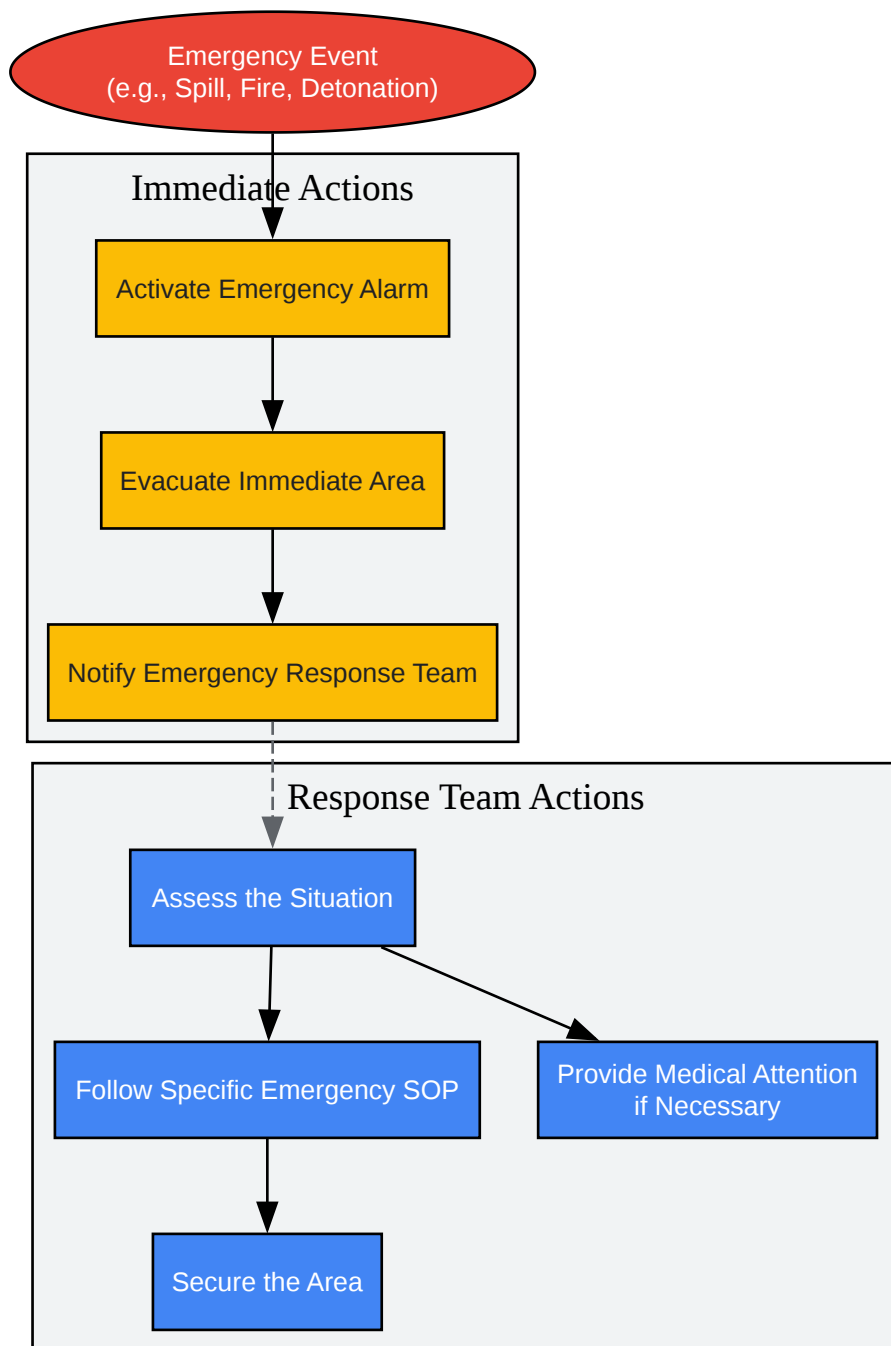 Emergency Event
(e.g., Spill, Fire, Detonation)
Immediate Actions
Activate Emergency Alarm
Evacuate Immediate Area
Notify Emergency Response Team
Response Team Actions
Assess the Situation
Follow Specific Emergency SOP
Provide Medical Attention
if Necessary
Secure the Area